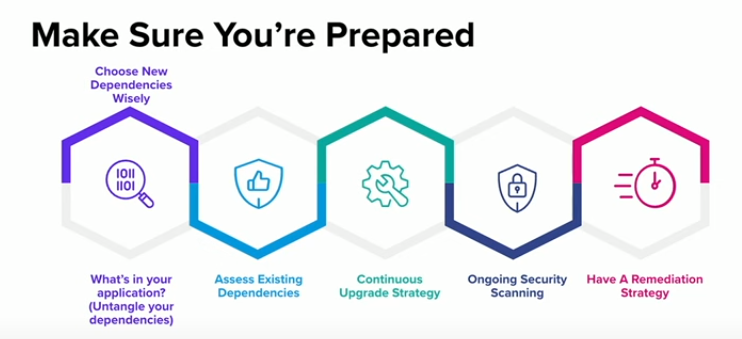 Make Sure You're Prepared
Choose New
Dependencies
Wisely
1011
1101
What's in your
application?
(Untangle your
dependencies)
Assess Existing
Dependencies
Continuous
Upgrade Strategy
Ongoing Security
Scanning
Have A Remediation
Strategy